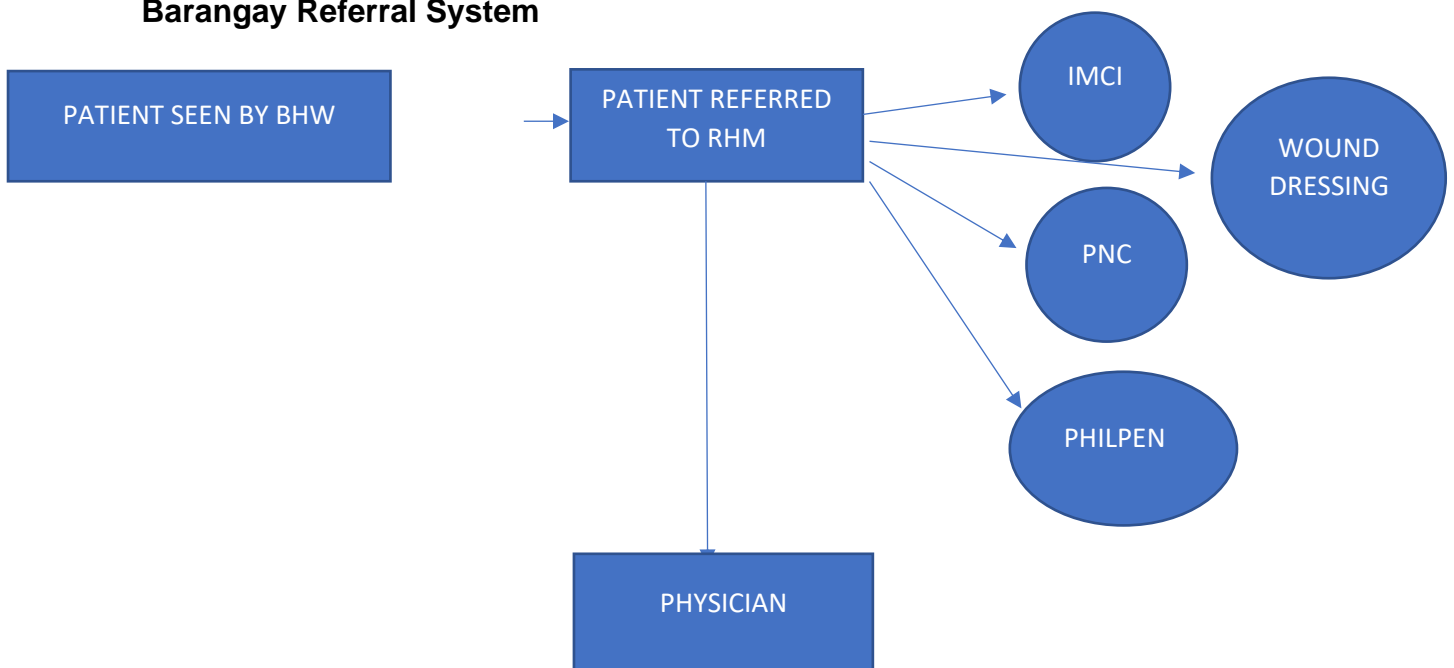 Barangay Referral System
PATIENT SEEN BY BHW
PATIENT REFERRED
TO RHM
IMCI
WOUND
DRESSING
PNC
PHILPEN
PHYSICIAN